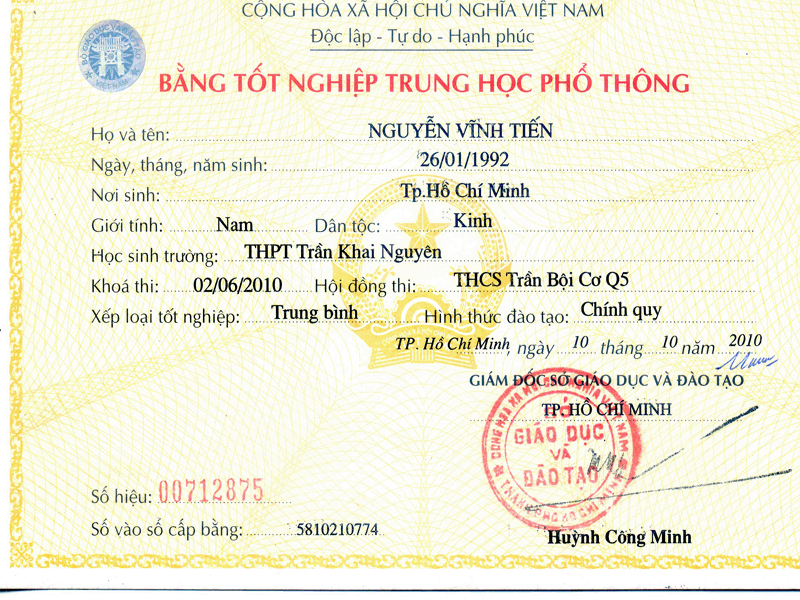 CỘNG HÒA XÃ HỘI CHỦ NGHĨA VIỆT NAM
Độc lập - Tự do - Hạnh phúc
BẰNG TỐT NGHIỆP TRUNG HỌC PHỔ THÔNG
Họ và tên: NGUYỄN VĨNH TIẾN
Ngày, tháng, năm sinh: 26/01/1992
Nơi sinh: Tp.Hồ Chí Minh
Giới tính: Nam Dân tộc: Kinh
Học sinh trường: THPT Trần Khai Nguyên
Khoá thi: 02/06/2010 Hội đồng thi: THCS Trần Bội Cơ Q5
Xếp loại tốt nghiệp: Trung bình Hình thức đào tạo: Chính quy
TP. Hồ Chí Minh, ngày 10 tháng 10 năm 2010
GIÁM ĐỐC SỞ GIÁO DỤC VÀ ĐÀO TẠO
TP. HỒ CHÍ MINH
SỞ
GIÁO DỤC
VÀ
ĐÀO TẠO
Số hiệu: 00712875
Số vào sổ cấp bằng: 5810210774
Huỳnh Công Minh